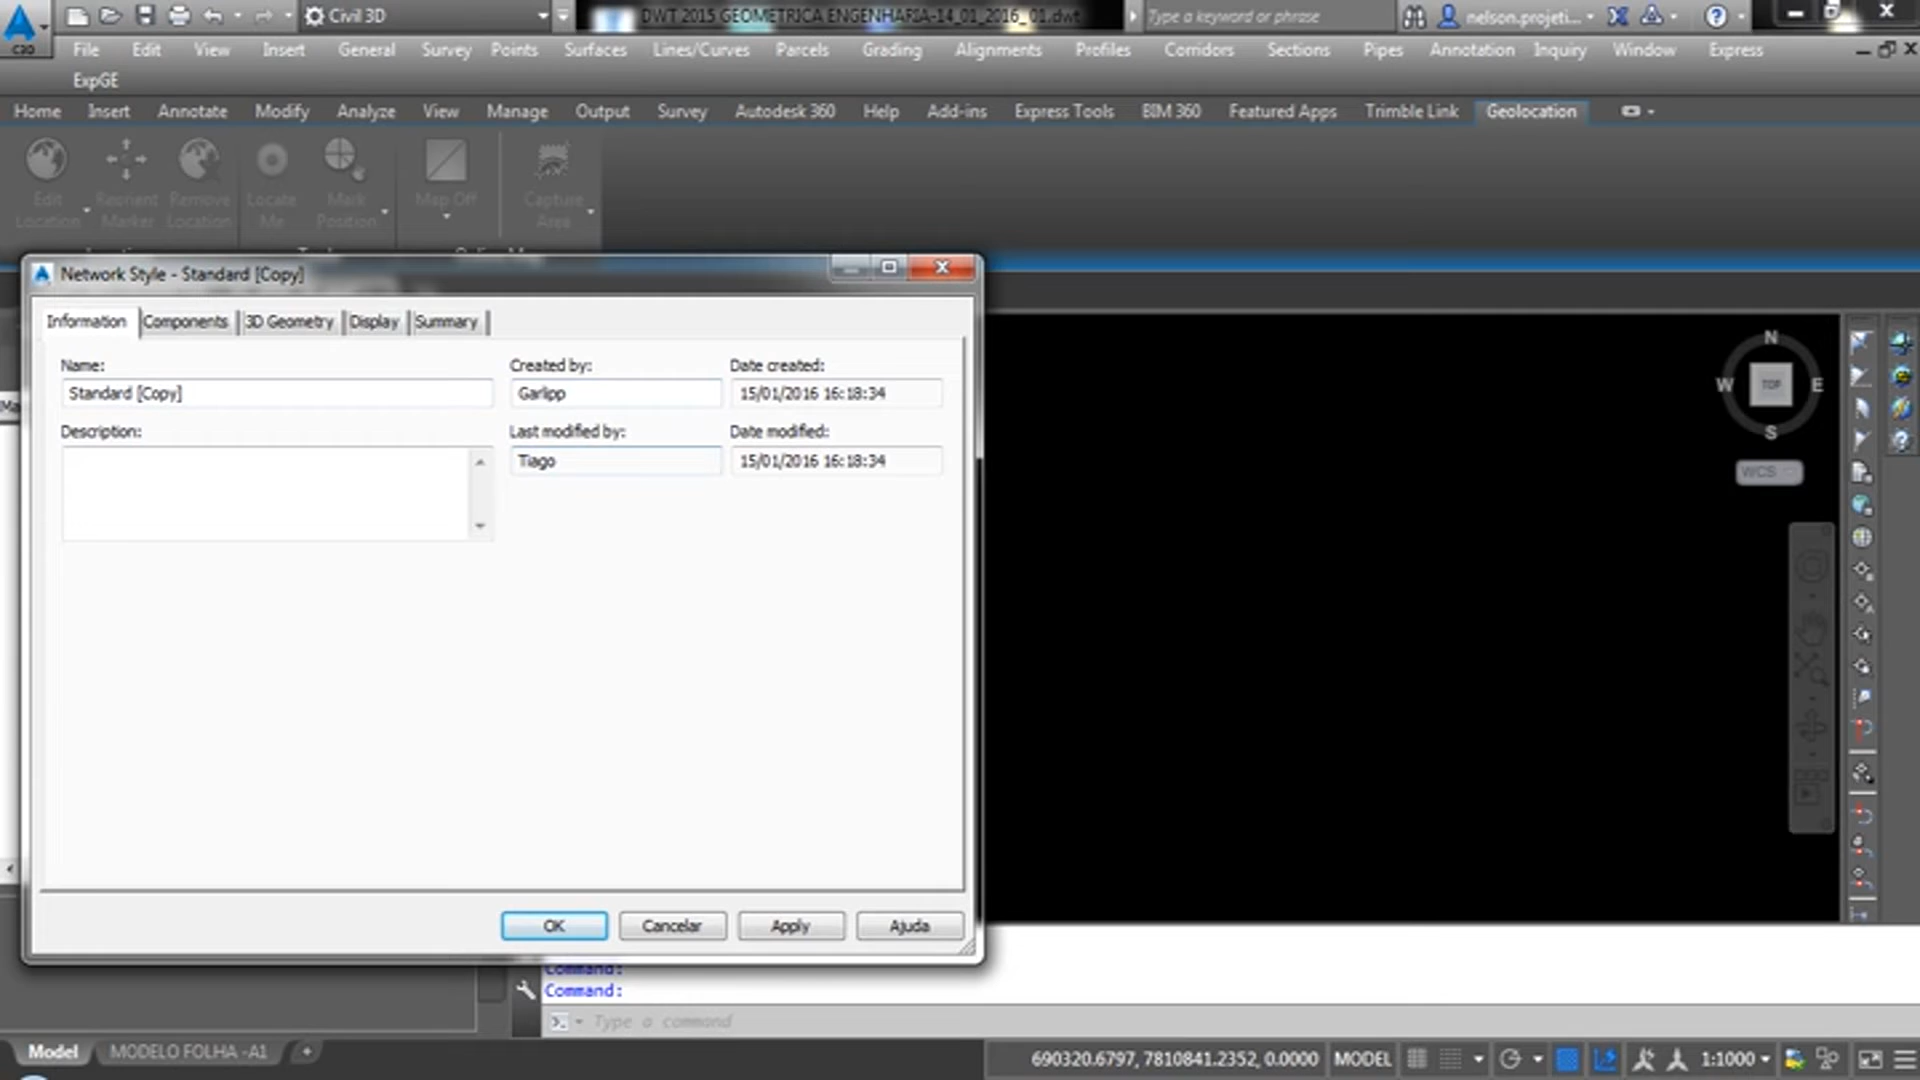 Civil 3D
DWT 2015 GEOMETRICA ENGENHARIA-14_01_2016_01.dwt
Type a keyword or phrase
nelson.projeti...
C3D
File Edit View Insert General Survey Points Surfaces Lines/Curves Parcels Grading Alignments Profiles Corridors Sections Pipes Annotation Inquiry Window Express
ExpGE
Home Insert Annotate Modify Analyze View Manage Output Survey Autodesk 360 Help Add-ins Express Tools BIM 360 Featured Apps Trimble Link Geolocation
Edit Location
Reorient Marker
Remove Location
Locate Me
Mark Position
Map Off
Capture Area
Network Style - Standard [Copy]
Information Components 3D Geometry Display Summary
Name: Created by: Date created:
Standard [Copy] Garlipp 15/01/2016 16:18:34
Description: Last modified by: Date modified:
Tiago 15/01/2016 16:18:34
OK Cancelar Apply Ajuda
N
W TOP E
S
WCS
Command:
Command:
Type a command
Model MODELO FOLHA -A1 +
690320.6797, 7810841.2352, 0.0000 MODEL 1:1000